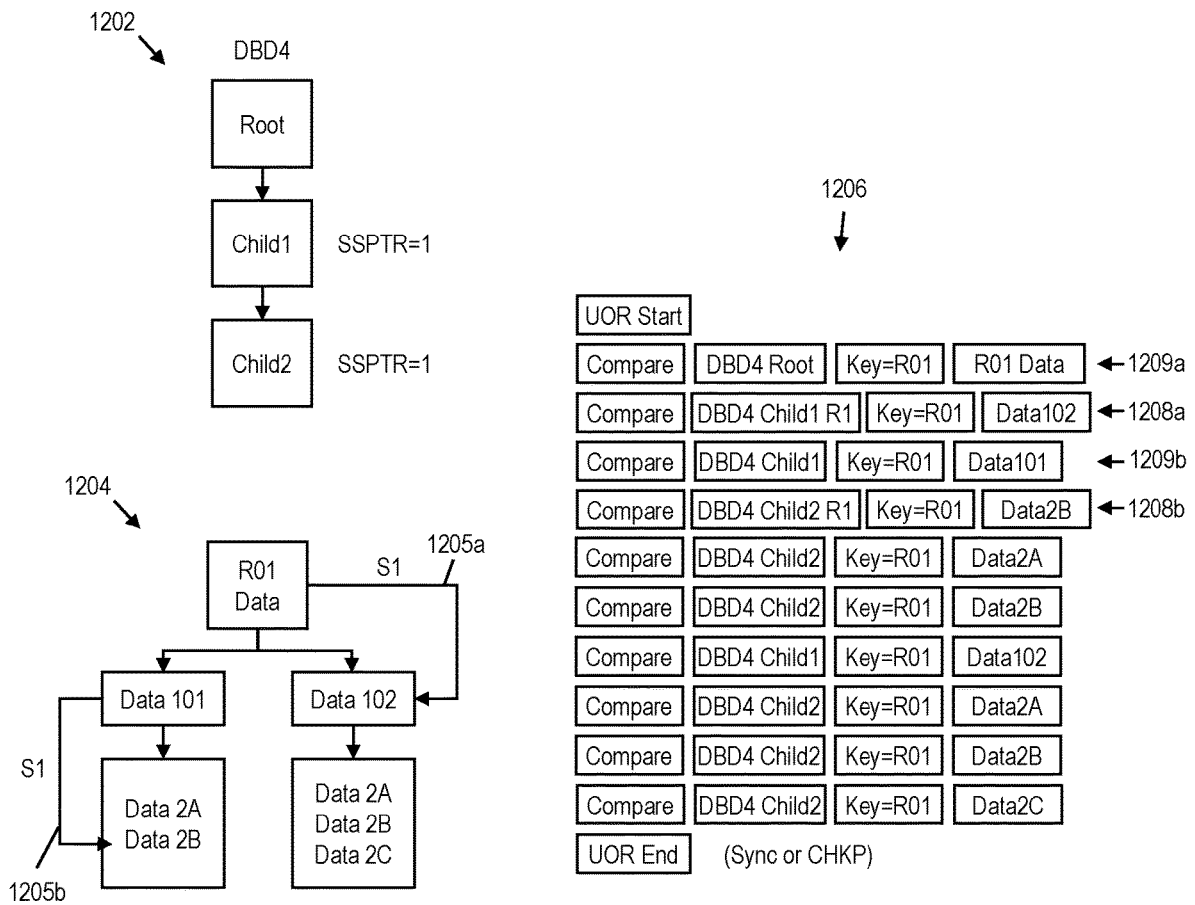 1202
DBD4
Root
Child1 SSPTR=1
Child2 SSPTR=1
1204
1205a
S1
R01
Data
Data 101
Data 102
S1
Data 2A
Data 2B
Data 2A
Data 2B
Data 2C
1205b
1206
UOR Start
Compare DBD4 Root Key=R01 R01 Data 1209a
Compare DBD4 Child1 R1 Key=R01 Data102 1208a
Compare DBD4 Child1 Key=R01 Data101 1209b
Compare DBD4 Child2 R1 Key=R01 Data2B 1208b
Compare DBD4 Child2 Key=R01 Data2A
Compare DBD4 Child2 Key=R01 Data2B
Compare DBD4 Child1 Key=R01 Data102
Compare DBD4 Child2 Key=R01 Data2A
Compare DBD4 Child2 Key=R01 Data2B
Compare DBD4 Child2 Key=R01 Data2C
UOR End (Sync or CHKP)